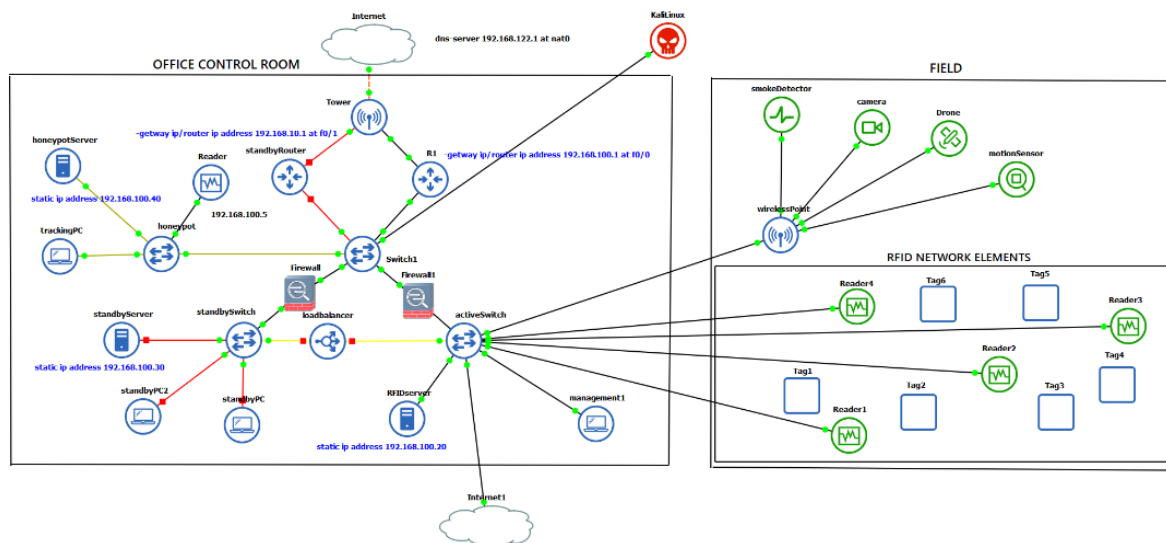 Internet
KaliLinux
dns-server 192.168.122.1 at nat0
OFFICE CONTROL ROOM
FIELD
smokeDetector
camera
Drone
motionSensor
Tower
-getway ip/router ip address 192.168.10.1 at f0/1
honeypotServer
Reader
standbyRouter
R1
-getway ip/router ip address 192.168.100.1 at f0/0
static ip address 192.168.100.40
192.168.100.5
wirelessPoint
trackingPC
honeypot
Switch1
RFID NETWORK ELEMENTS
Firewall
Firewall1
Reader4
Tag6
Tag5
Reader3
standbyServer
standbySwitch
loadbalancer
activeSwitch
static ip address 192.168.100.30
Reader2
Tag4
Tag1
Tag2
Tag3
standbyPC2
standbyPC
RFIDserver
management1
Reader1
static ip address 192.168.100.20
Internet1